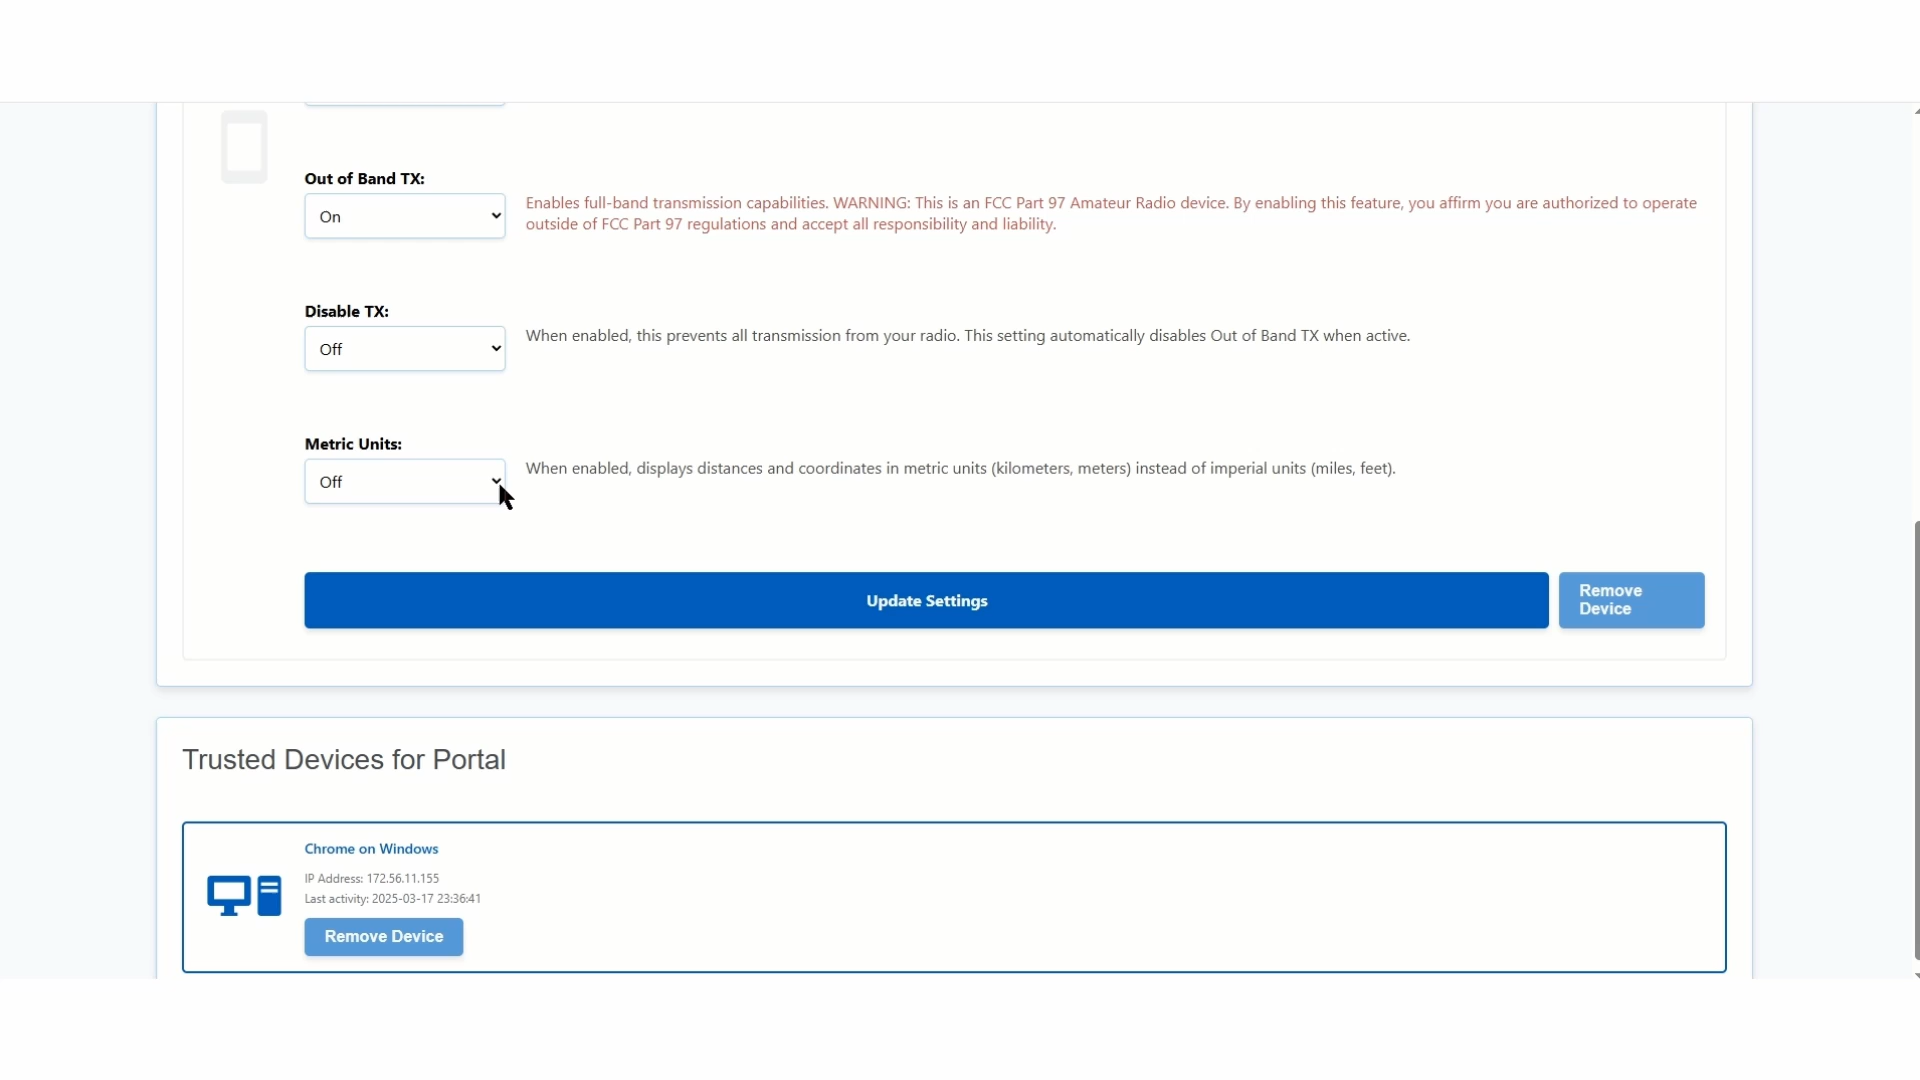 Out of Band TX:
On
Enables full-band transmission capabilities. WARNING: This is an FCC Part 97 Amateur Radio device. By enabling this feature, you affirm you are authorized to operate
outside of FCC Part 97 regulations and accept all responsibility and liability.
Disable TX:
Off
When enabled, this prevents all transmission from your radio. This setting automatically disables Out of Band TX when active.
Metric Units:
Off
When enabled, displays distances and coordinates in metric units (kilometers, meters) instead of imperial units (miles, feet).
Update Settings
Remove
Device
Trusted Devices for Portal
Chrome on Windows
IP Address: 172.56.11.155
Last activity: 2025-03-17 23:36:41
Remove Device